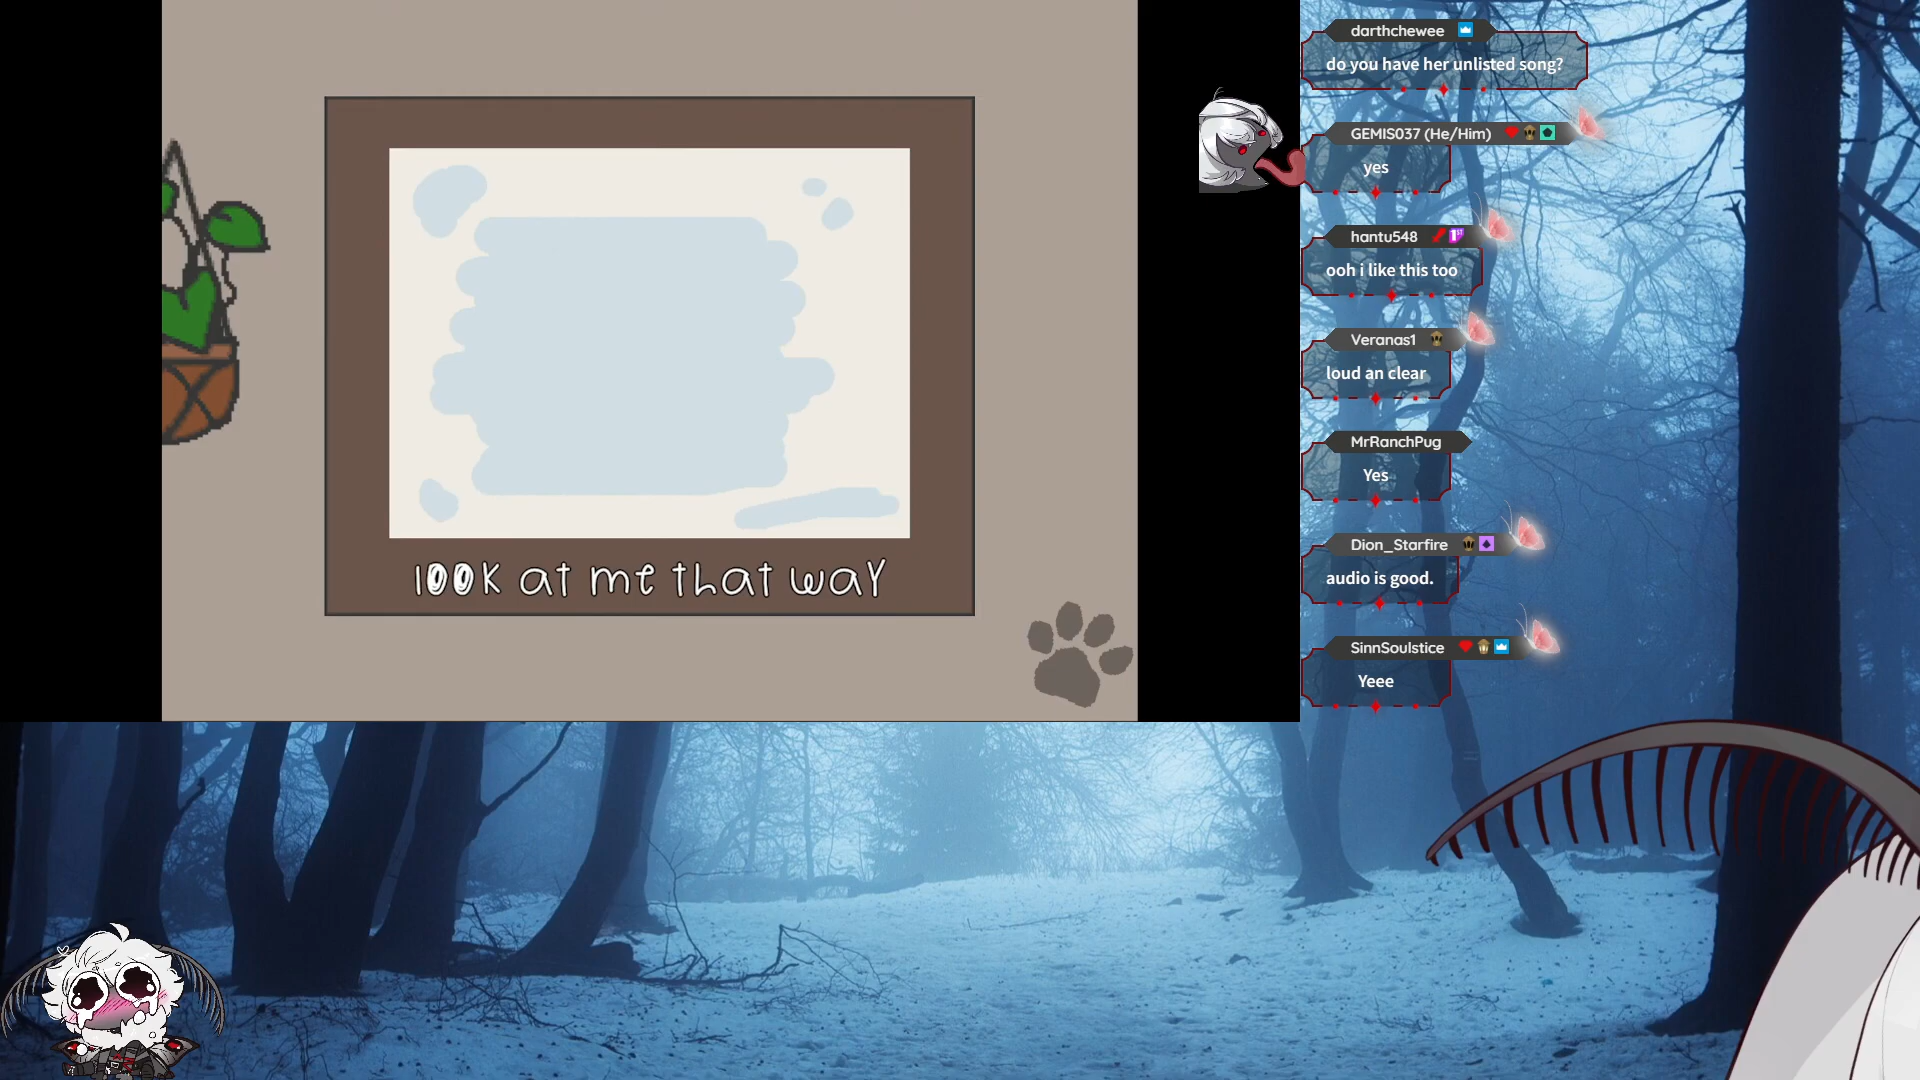 look at me that way
darthchewee
do you have her unlisted song?
GEMIS037 (He/Him)
yes
hantu548
1ST
ooh i like this too
Veranas1
loud an clear
MrRanchPug
Yes
Dion_Starfire
audio is good.
SinnSoulstice
Yeee